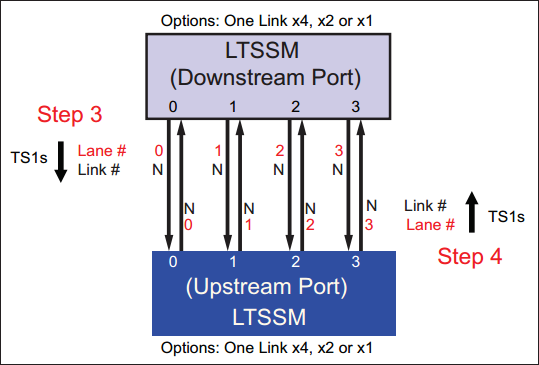 Options: One Link x4, x2 or x1
LTSSM
(Downstream Port)
0 1 2 3
Step 3
TS1s
Lane # 0 1 2 3
Link # N N N N
N N N N
0 1 2 3
Link #
Lane #
TS1s
Step 4
0 1 2 3
(Upstream Port)
LTSSM
Options: One Link x4, x2 or x1